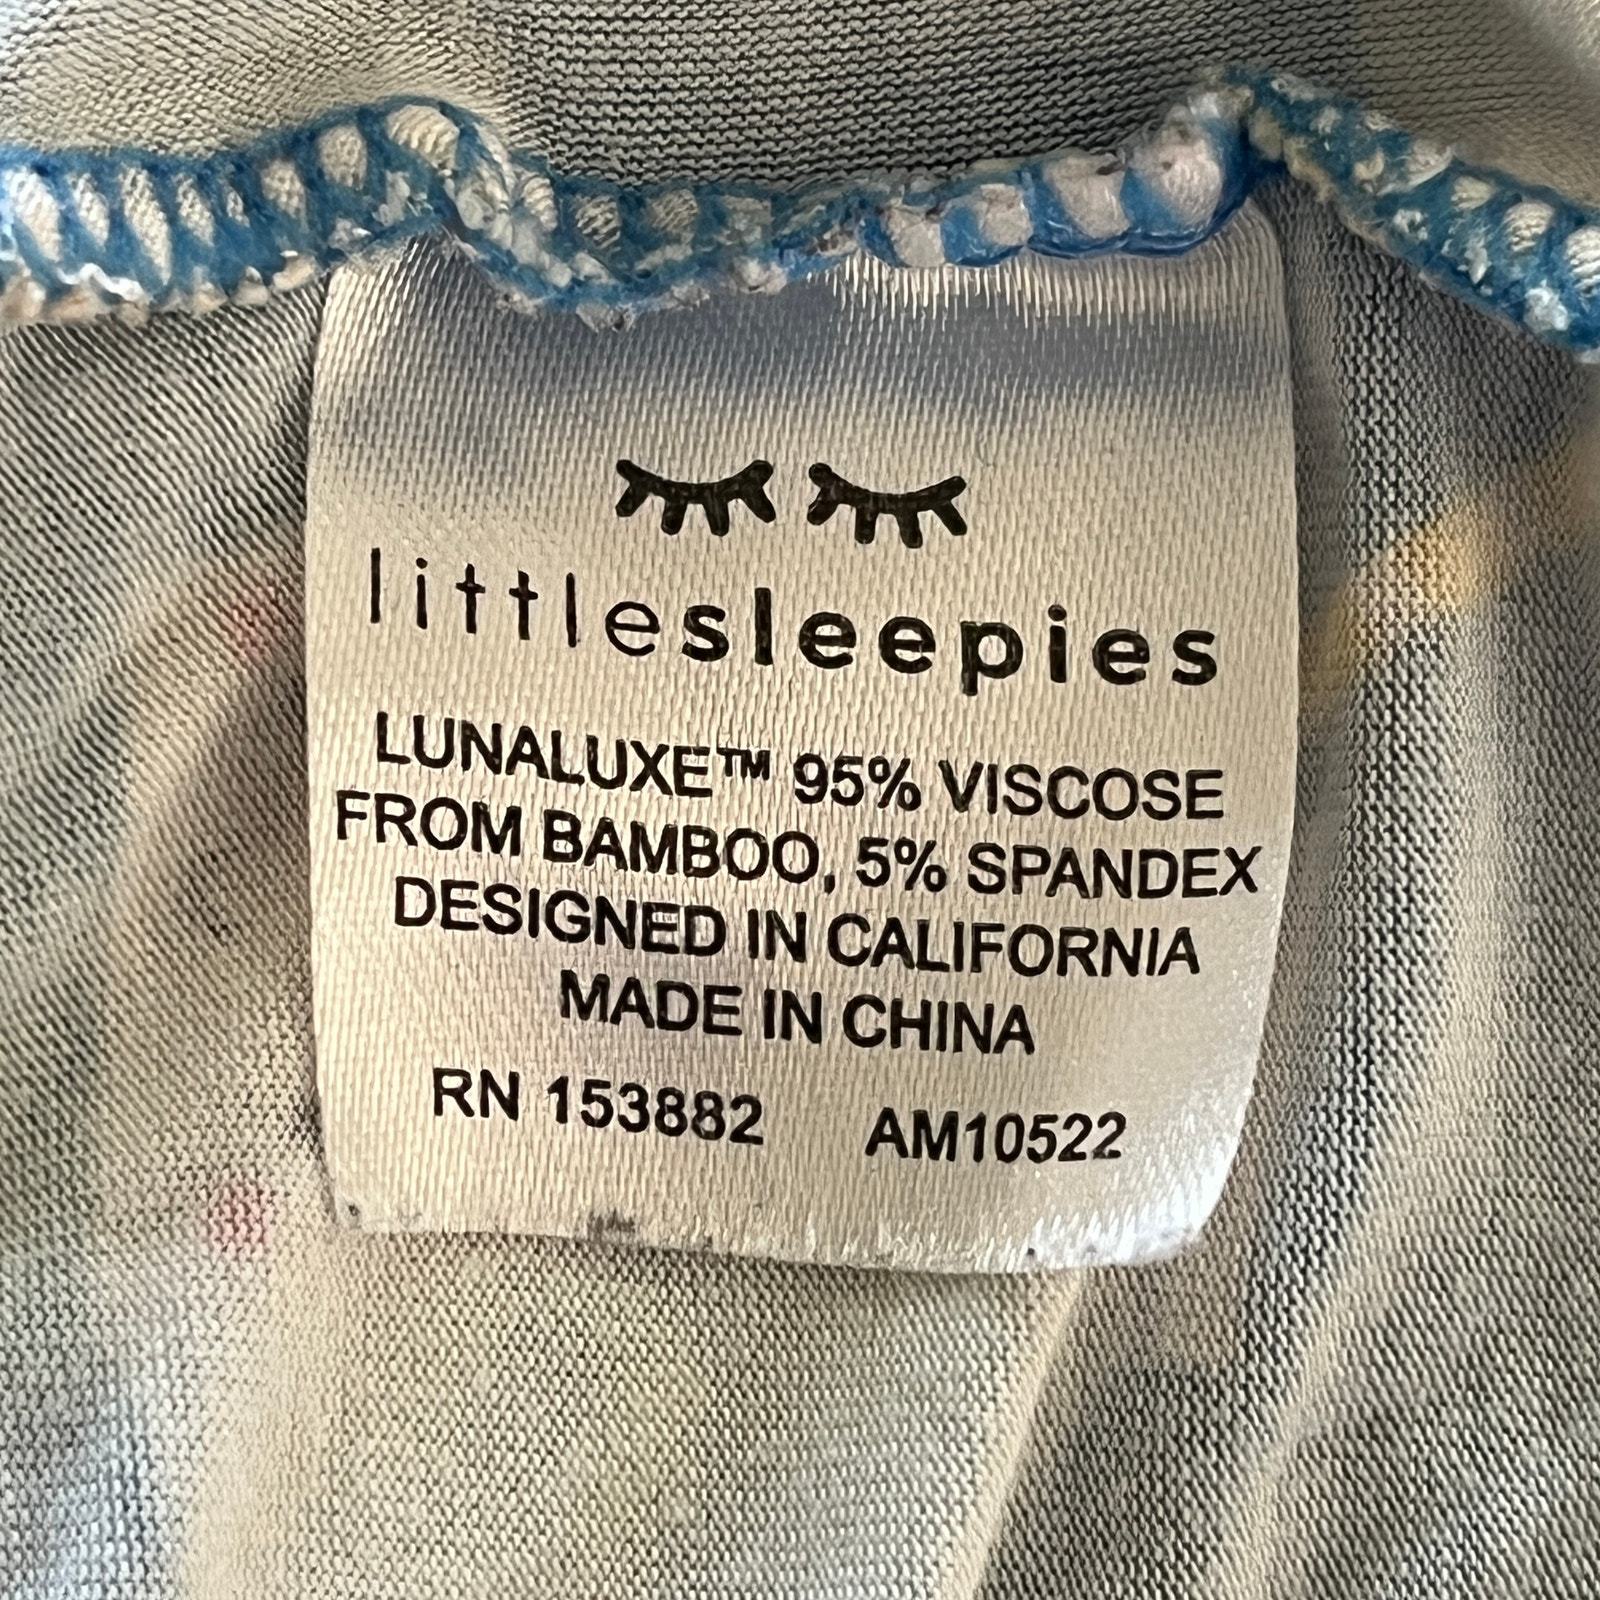 littlesleepies
LUNALUXE™ 95% VISCOSE
FROM BAMBOO, 5% SPANDEX
DESIGNED IN CALIFORNIA
MADE IN CHINA
RN 153882 AM10522